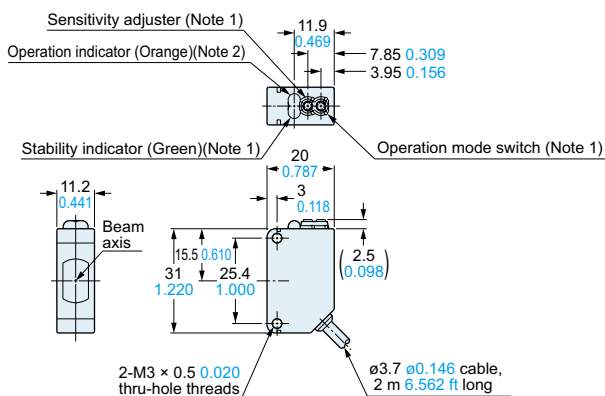 Sensitivity adjuster (Note 1)
11.9
0.469
7.85 0.309
Operation indicator (Orange)(Note 2)
3.95 0.156
Stability indicator (Green)(Note 1)
Operation mode switch (Note 1)
20
0.787
11.2
0.441
3
0.118
Beam
axis
15.5 0.610
31
1.220
25.4
1.000
(2.5
0.098)
2-M3 × 0.5 0.020
thru-hole threads
ø3.7 ø0.146 cable,
2 m 6.562 ft long